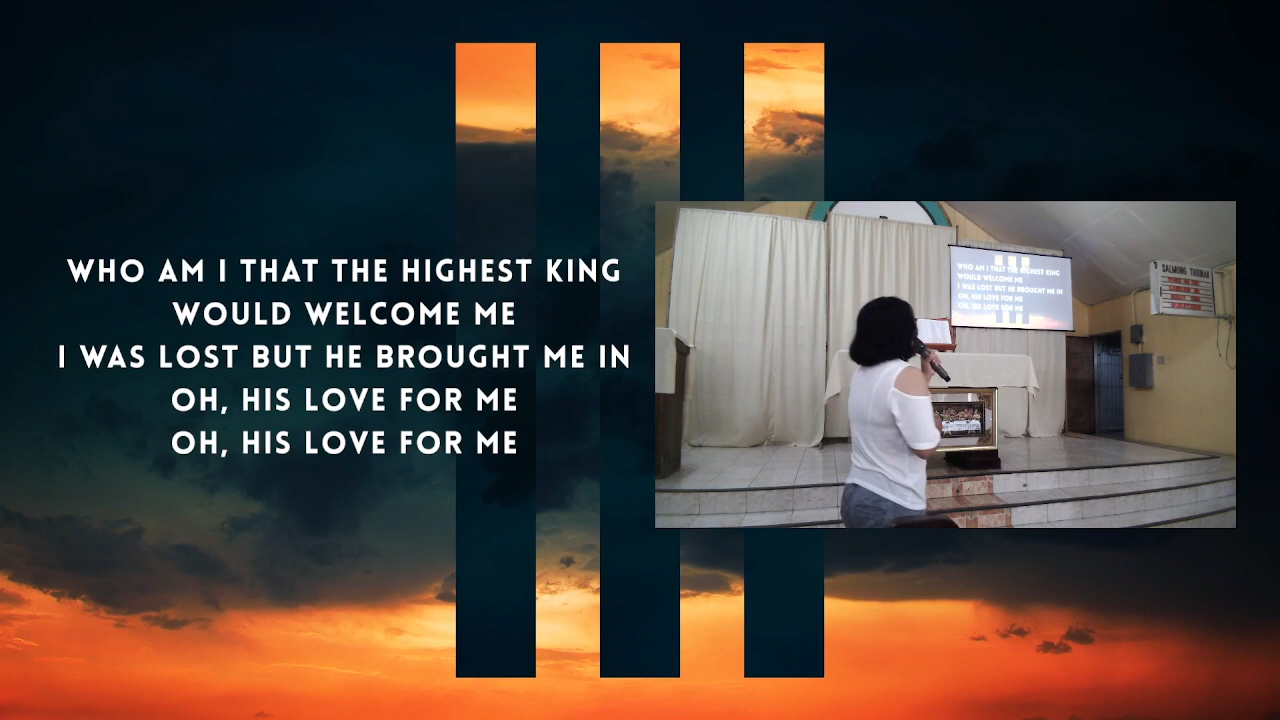 WHO AM I THAT THE HIGHEST KING
WOULD WELCOME ME
I WAS LOST BUT HE BROUGHT ME IN
OH, HIS LOVE FOR ME
OH, HIS LOVE FOR ME
WHO AM I THAT THE HIGHEST KING
WOULD WELCOME ME
I WAS LOST BUT HE BROUGHT ME IN
OH, HIS LOVE FOR ME
OH, HIS LOVE FOR ME
SALMONG TUGUNAN